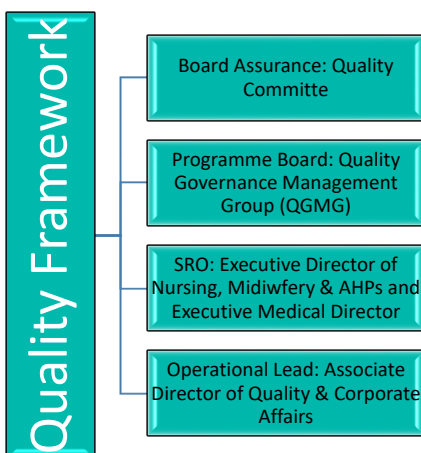 Quality Framework
Board Assurance: Quality
Committe
Programme Board: Quality
Governance Management
Group (QGMG)
SRO: Executive Director of
Nursing, Midiwfery & AHPs and
Executive Medical Director
Operational Lead: Associate
Director of Quality & Corporate
Affairs